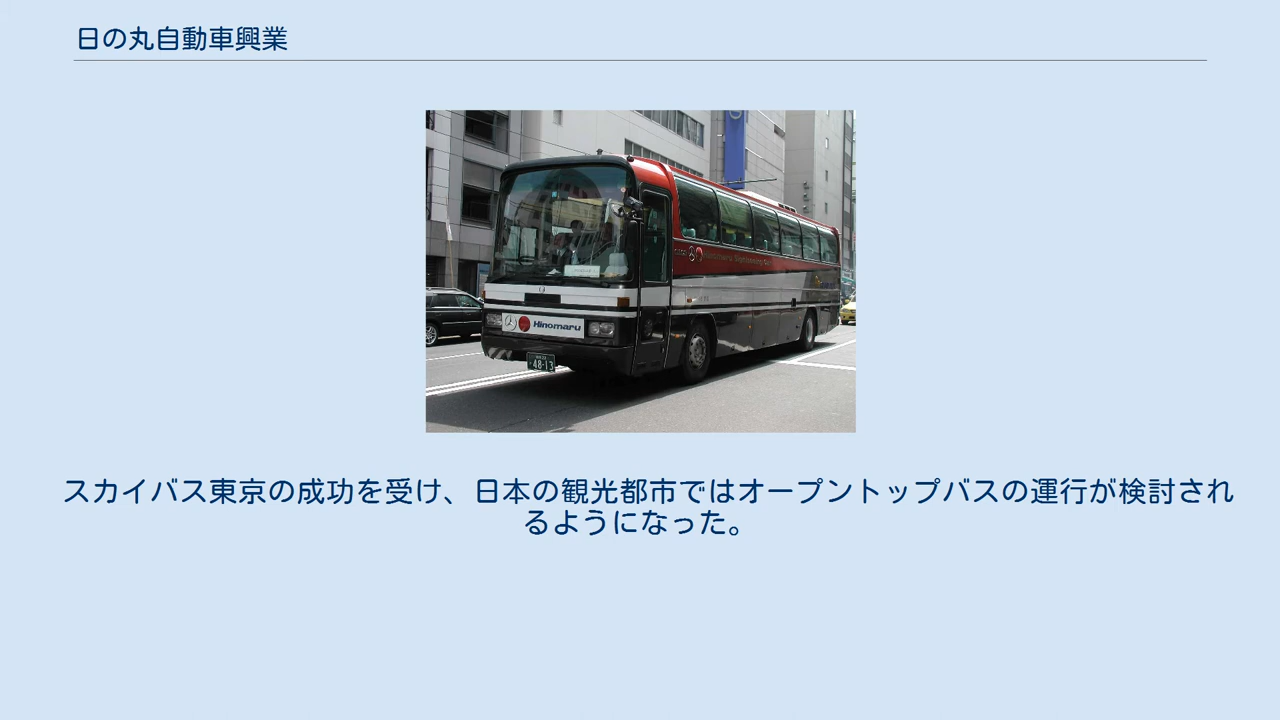 日の丸自動車興業
Hinomaru
48-13
スカイバス東京の成功を受け、日本の観光都市ではオープントップバスの運行が検討され
るようになった。